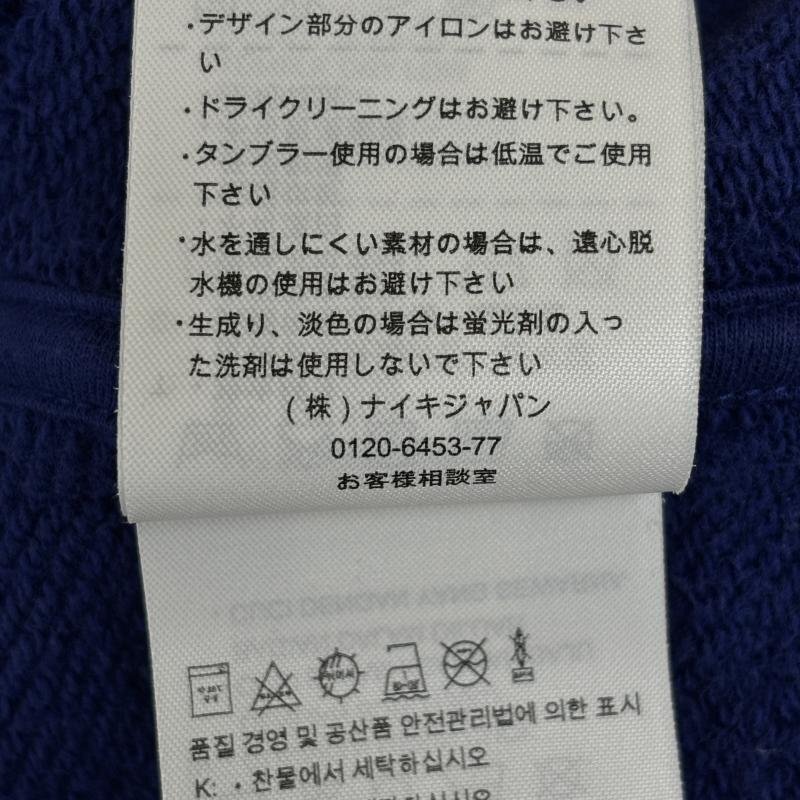 ・デザイン部分のアイロンはお避け下さ
い
・ドライクリーニングはお避け下さい。
・タンブラー使用の場合は低温でご使用
下さい
・水を通しにくい素材の場合は、遠心脱
水機の使用はお避け下さい
・生成り、淡色の場合は蛍光剤の入っ
た洗剤は使用しないで下さい
(株)ナイキジャパン
0120-6453-77
お客様相談室
품질 경영 및 공산품 안전관리법에 의한 표시
K: ・찬물에서 세탁하십시오